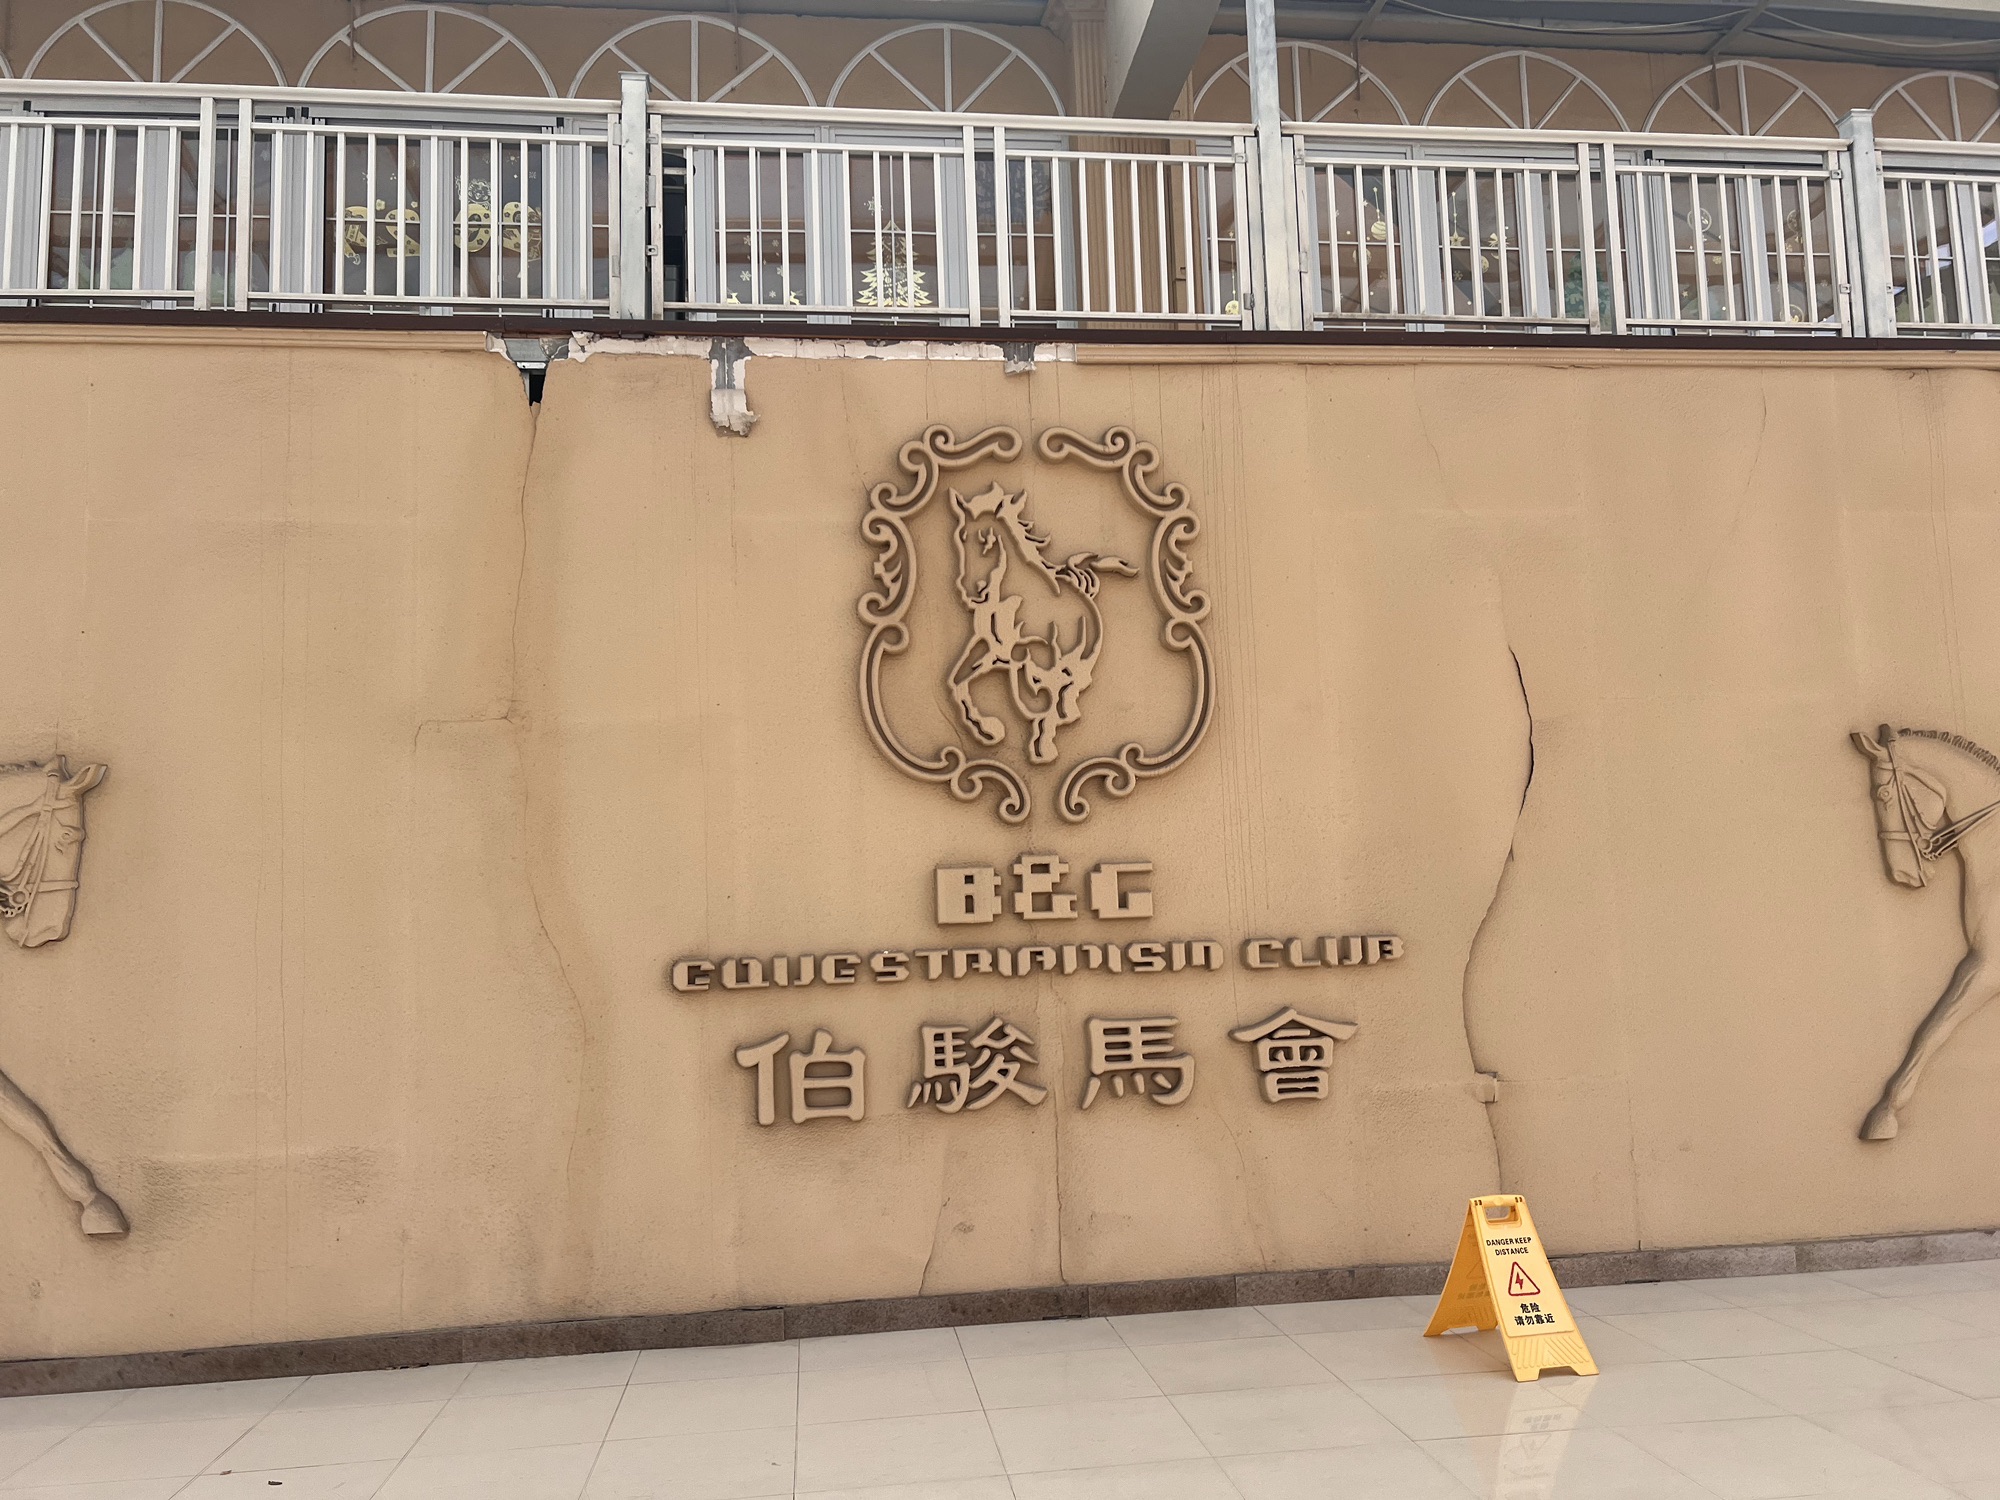 B&G
EQUESTRIANISM CLUB
伯駿馬會
DANGER KEEP
DISTANCE
危险
请勿靠近